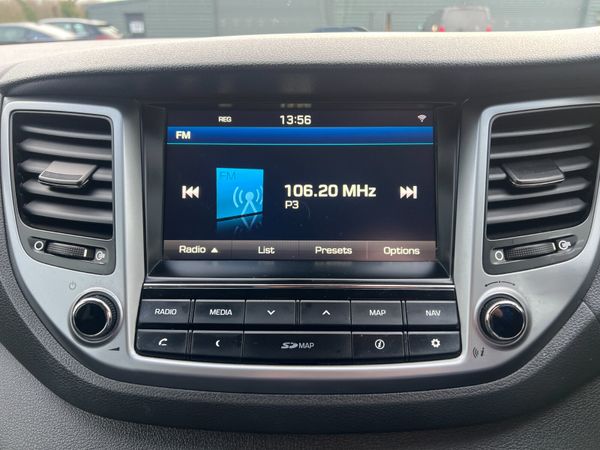 REG 13:56
FM
FM
106.20 MHz
P3
Radio List Presets Options
RADIO MEDIA MAP NAV
SD MAP